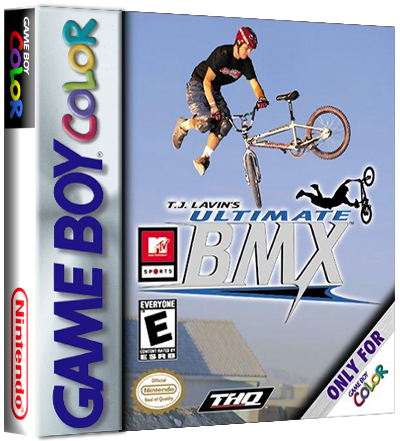 GAME BOY
COLOR
Nintendo
GAME BOY COLOR
T.J. LAVIN'S
ULTIMATE
BMX
MTV
SPORTS
EVERYONE
E
CONTENT RATED BY
ESRB
Official
Nintendo
Seal of Quality
THQ
ONLY FOR
GAME BOY
COLOR